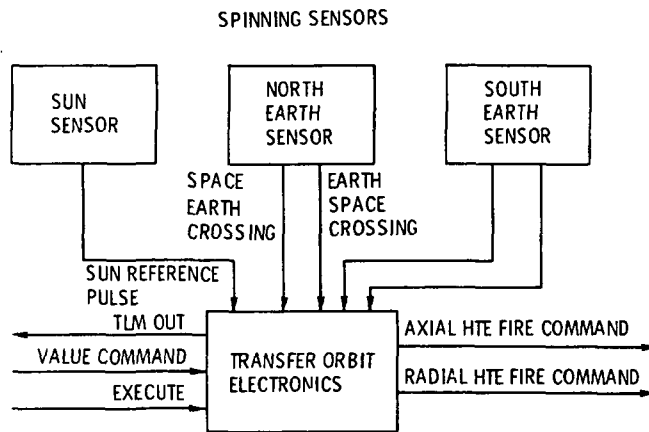 SPINNING SENSORS
SUN
SENSOR
NORTH
EARTH
SENSOR
SOUTH
EARTH
SENSOR
SPACE
EARTH
CROSSING
EARTH
SPACE
CROSSING
SUN REFERENCE
PULSE
TLM OUT
VALUE COMMAND
EXECUTE
TRANSFER ORBIT
ELECTRONICS
AXIAL HTE FIRE COMMAND
RADIAL HTE FIRE COMMAND